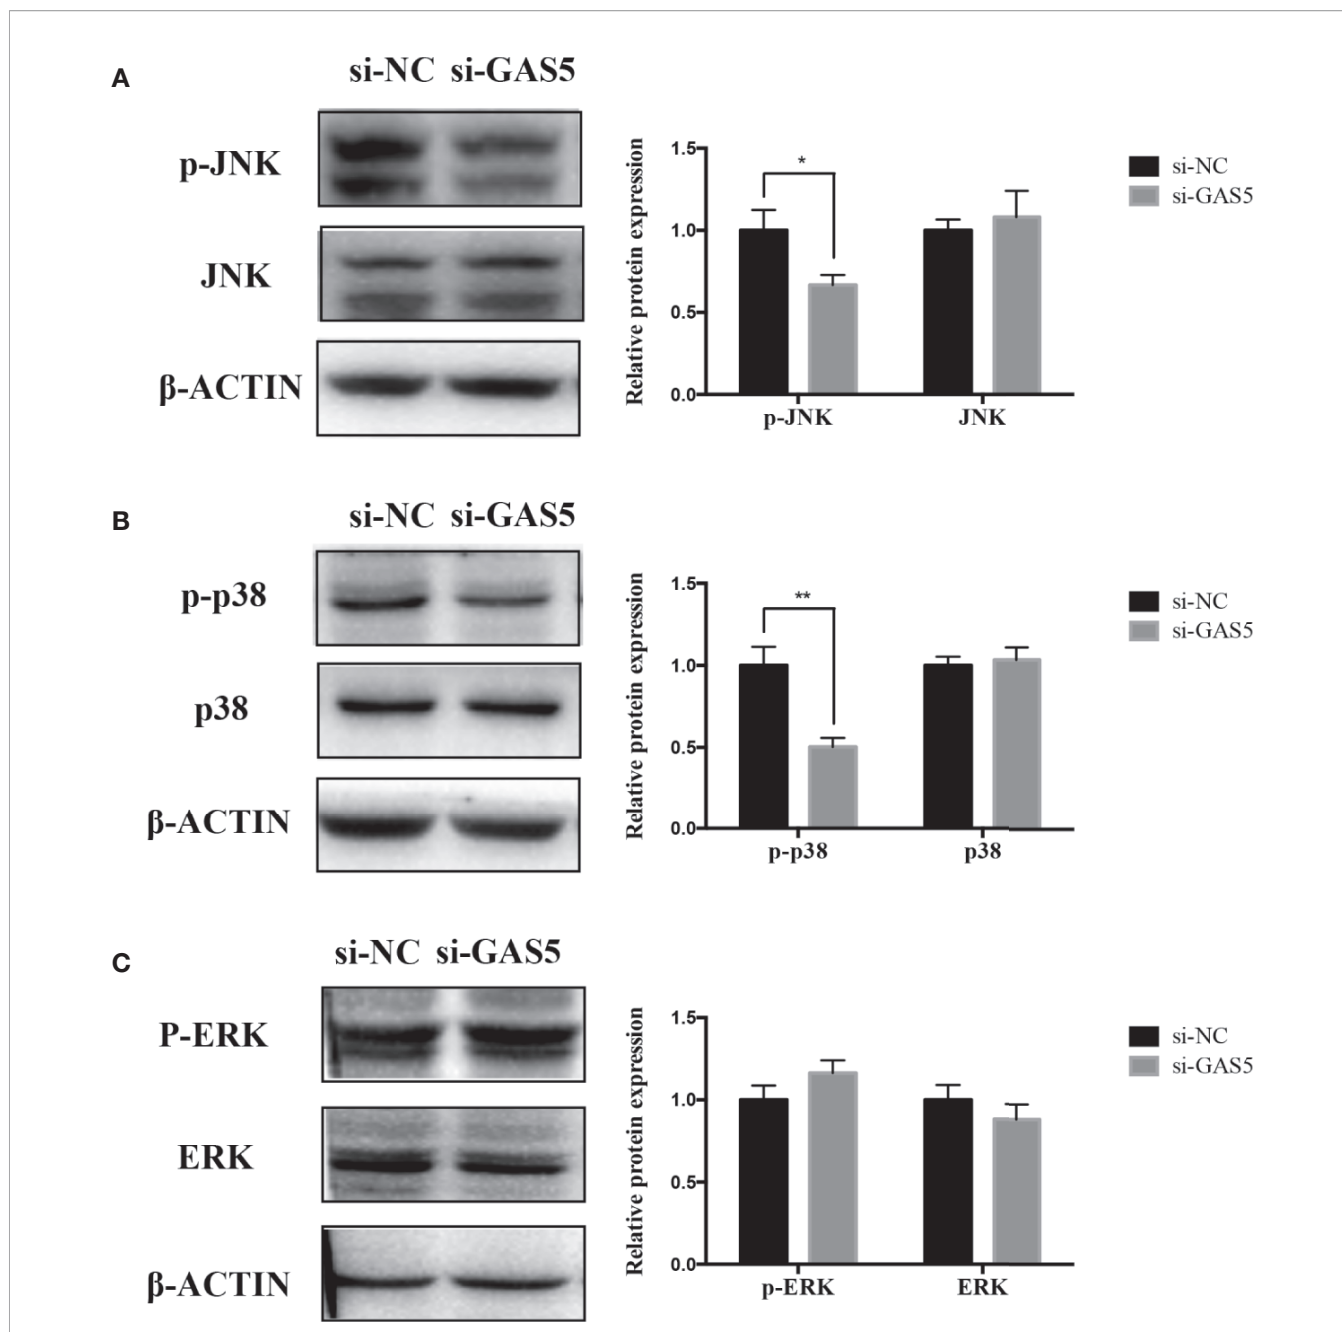 A
si-NC si-GAS5
p-JNK
JNK
β-ACTIN
Relative protein expression
1.5
1.0
0.5
0.0
*
p-JNK
JNK
si-NC
si-GAS5
B
si-NC si-GAS5
p-p38
p38
β-ACTIN
Relative protein expression
1.5
1.0
0.5
0.0
**
p-p38
p38
si-NC
si-GAS5
C
si-NC si-GAS5
P-ERK
ERK
β-ACTIN
Relative protein expression
1.5
1.0
0.5
0.0
p-ERK
ERK
si-NC
si-GAS5